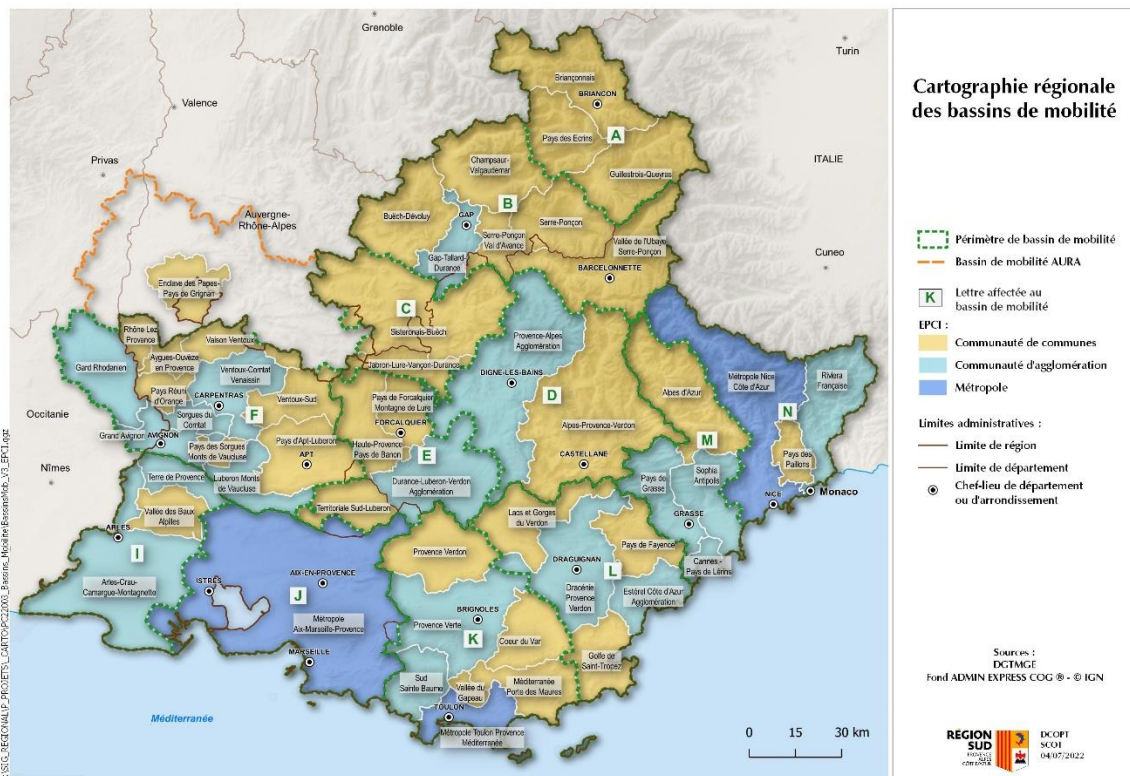 Grenoble
Turin
Valence
Privas
ITALIE
Auvergne-
Rhône-Alpes
Cuneo
Occitanie
Nîmes
Briançonnais
BRIANÇON
Pays des Ecrins
A
Guillestrois-Queyras
Champsaur-
Valgaudemar
B
Buëch-Dévoluy
GAP
Serre-Ponçon
Serre-Ponçon
Val d'Avance
Vallée de l'Ubaye
Serre-Ponçon
Gap-Tallard-
Durance
BARCELONNETTE
Enclave des Papes-
Pays de Grignan
C
Sisteronais-Buëch
Provence-Alpes
Agglomération
Rhône Lez
Provence
Vaison Ventoux
Jabron-Lure-Vançon-Durance
Métropole Nice
Côte d'Azur
Riviera
Française
Gard Rhodanien
Aygues-Ouvèze
en Provence
Ventoux-Comtat
Venaissin
DIGNE-LES-BAINS
Alpes d'Azur
Pays Réuni
d'Orange
CARPENTRAS
Ventoux-Sud
Pays de Forcalquier
Montagne de Lure
D
Sorgues du
Comtat
F
FORCALQUIER
Alpes-Provence-Verdon
N
Grand Avignon
AVIGNON
Pays des Sorgues
Monts de Vaucluse
Pays d'Apt-Luberon
APT
Haute-Provence
Pays de Banon
E
CASTELLANE
M
Pays des
Paillons
Terre de Provence
Luberon Monts
de Vaucluse
Durance-Luberon-Verdon
Agglomération
Pays de
Grasse
Sophia
Antipolis
NICE
Monaco
Vallée des Baux
Alpilles
Territoriale Sud-Luberon
Lacs et Gorges
du Verdon
GRASSE
ARLES
Provence Verdon
Pays de Fayence
I
DRAGUIGNAN
L
Cannes -
Pays de Lérins
Arles-Crau-
Camargue-Montagnette
ISTRES
AIX-EN-PROVENCE
J
Dracénie
Provence
Verdon
Estérel Côte d'Azur
Agglomération
Métropole
Aix-Marseille-Provence
BRIGNOLES
Provence Verte
K
Coeur du Var
MARSEILLE
Golfe de
Saint-Tropez
Sud
Sainte Baume
Vallée du
Gapeau
Méditerranée
Porte des Maures
TOULON
Métropole Toulon Provence
Méditerranée
Méditerranée
0 15 30 km
Cartographie régionale
des bassins de mobilité
Périmètre de bassin de mobilité
Bassin de mobilité AURA
K
Lettre affectée au
bassin de mobilité
EPCI :
Communauté de communes
Communauté d'agglomération
Métropole
Limites administratives :
Limite de région
Limite de département
Chef-lieu de département
ou d'arrondissement
Sources :
DGTMGE
Fond ADMIN EXPRESS COG ® - © IGN
RÉGION
SUD
PROVENCE
ALPES
CÔTE D'AZUR
DCOPT
SCOT
04/07/2022